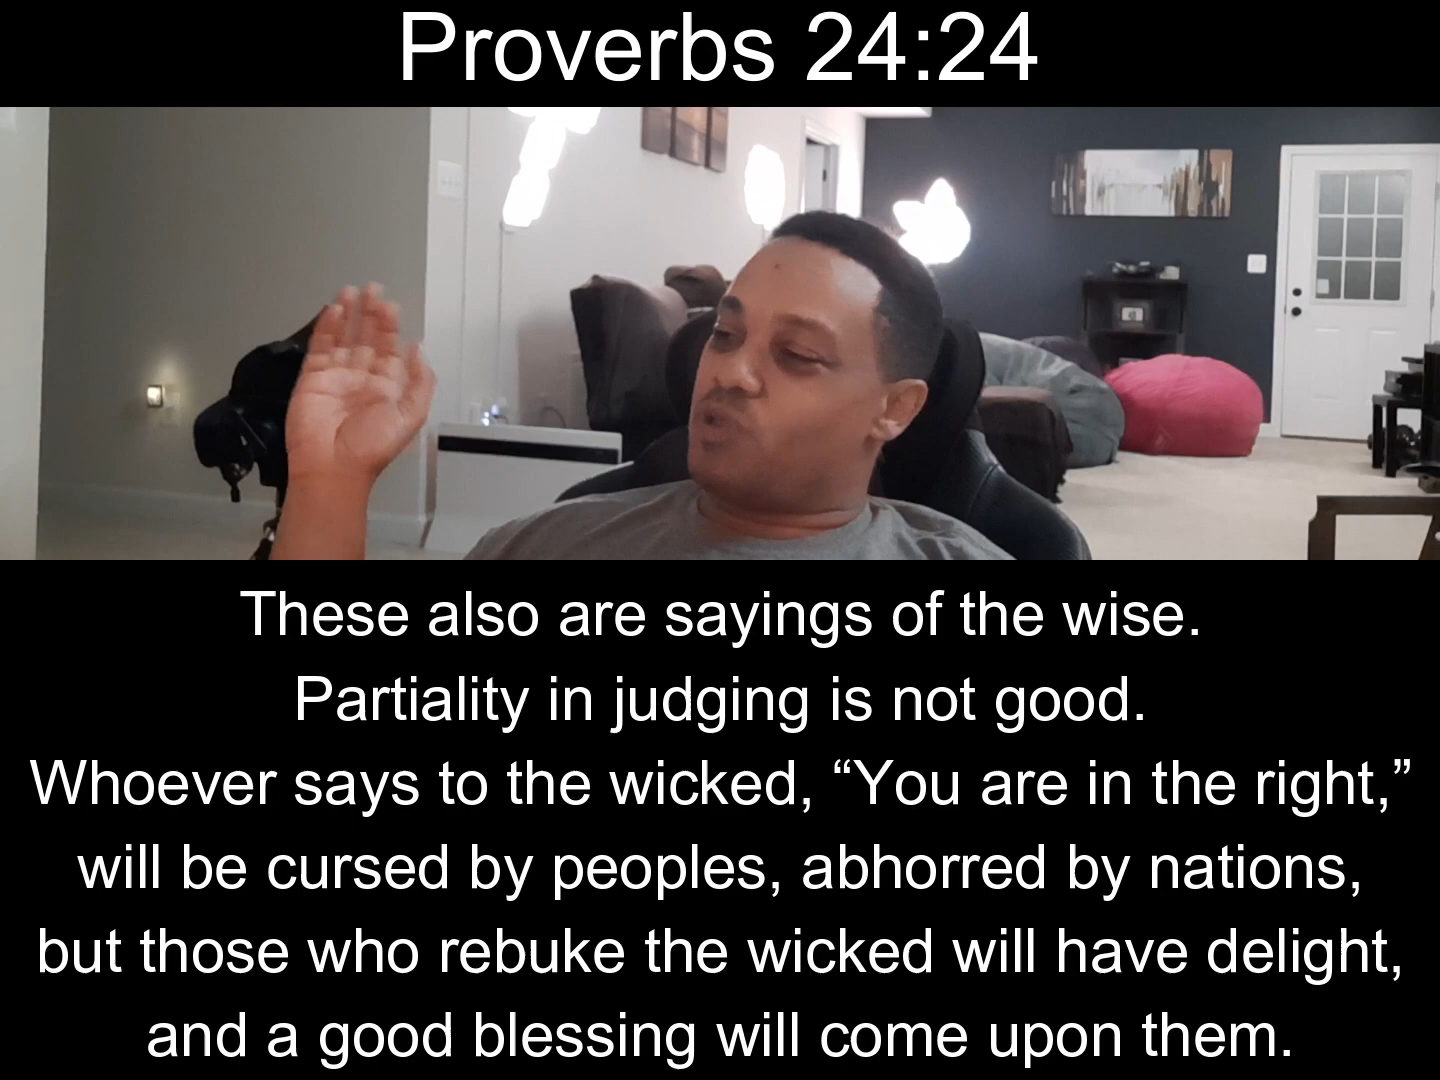 Proverbs 24:24
These also are sayings of the wise.
Partiality in judging is not good.
Whoever says to the wicked, “You are in the right,”
will be cursed by peoples, abhorred by nations,
but those who rebuke the wicked will have delight,
and a good blessing will come upon them.